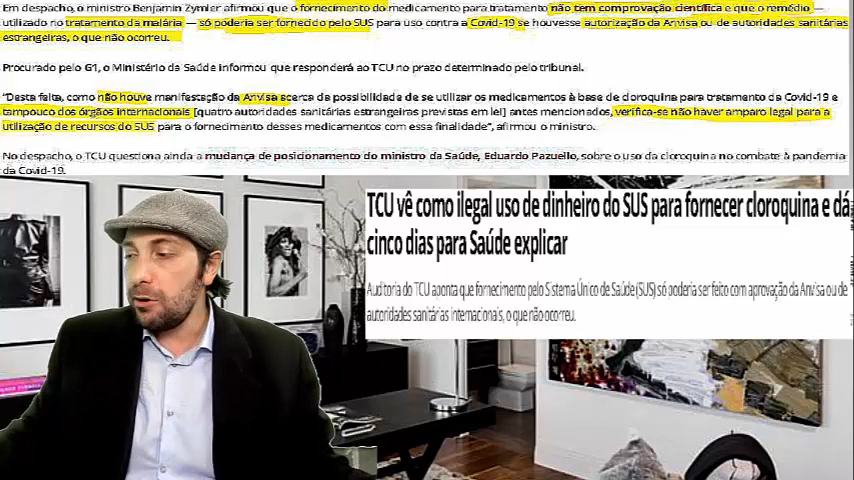 Em despacho, o ministro Benjamin Zymler afirmou que o fornecimento do medicamento para tratamento não tem comprovação científica e que o remédio —
utilizado no tratamento da malária — só poderia ser fornecido pelo SUS para uso contra a Covid-19 se houvesse autorização da Anvisa ou de autoridades sanitárias
estrangeiras, o que não ocorreu.
Procurado pelo G1, o Ministério da Saúde informou que responderá ao TCU no prazo determinado pelo tribunal.
"Desta feita, como não houve manifestação da Anvisa acerca da possibilidade de se utilizar os medicamentos à base de cloroquina para tratamento da Covid-19 e
tampouco dos órgãos internacionais [quatro autoridades sanitárias estrangeiras previstas em lei] antes mencionados, verifica-se não haver amparo legal para a
utilização de recursos do SUS para o fornecimento desses medicamentos com essa finalidade", afirmou o ministro.
No despacho, o TCU questiona ainda a mudança de posicionamento do ministro da Saúde, Eduardo Pazuello, sobre o uso da cloroquina no combate à pandemia
da Covid-19.
TCU vê como ilegal uso de dinheiro do SUS para fornecer cloroquina e dá
cinco dias para Saúde explicar
Auditoria do TCU aponta que fornecimento pelo Sistema Único de Saúde (SUS) só poderia ser feito com aprovação da Anvisa ou de
autoridades sanitárias internacionais, o que não ocorreu.